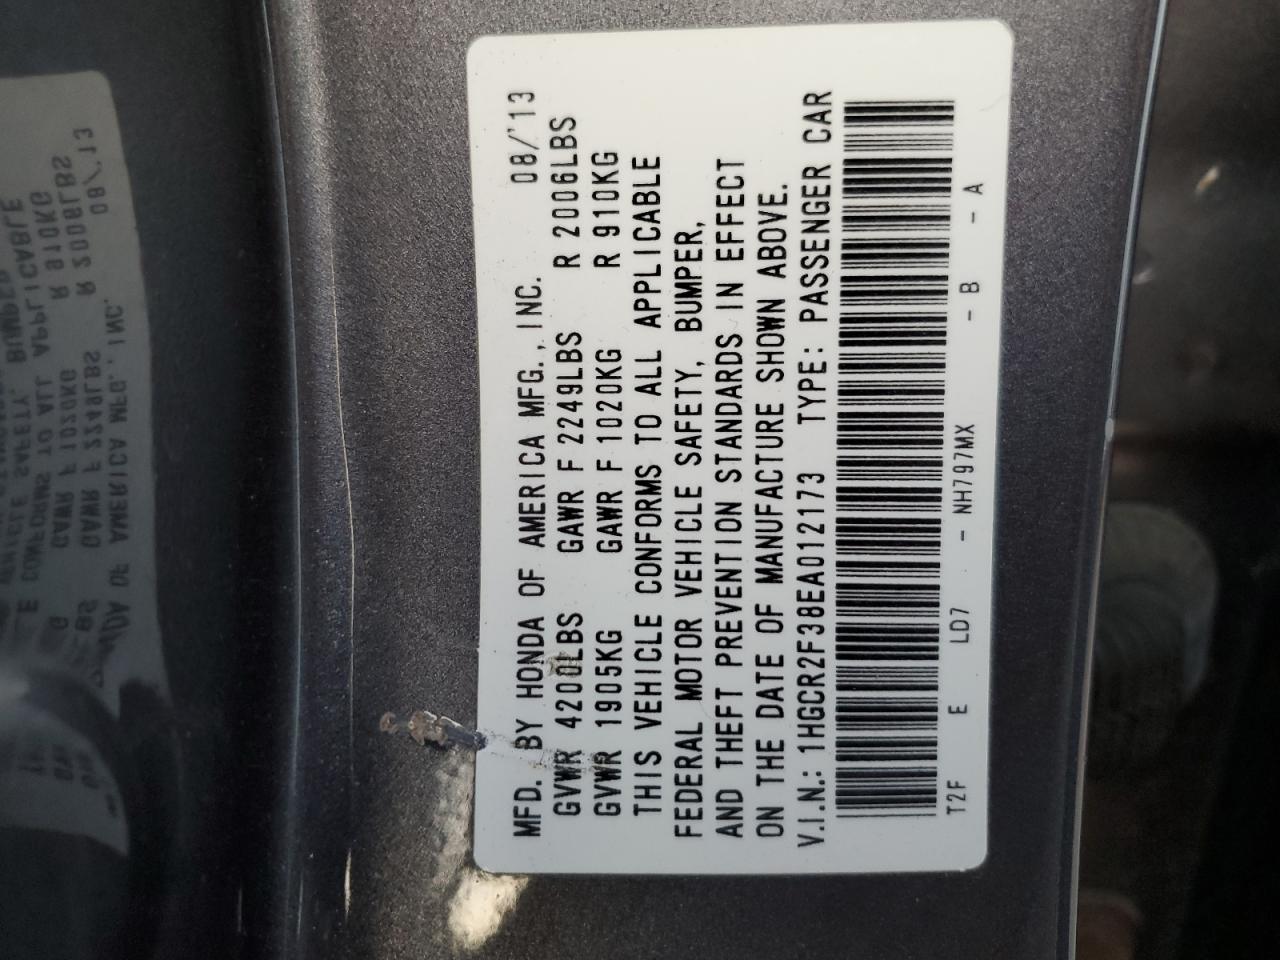 MFD. BY HONDA OF AMERICA MFG.,INC. 08/'13
GVWR 4200LBS GAWR F 2249LBS R 2006LBS
GVWR 1905KG GAWR F 1020KG R 910KG
THIS VEHICLE CONFORMS TO ALL APPLICABLE
FEDERAL MOTOR VEHICLE SAFETY, BUMPER,
AND THEFT PREVENTION STANDARDS IN EFFECT
ON THE DATE OF MANUFACTURE SHOWN ABOVE.
V.I.N.: 1HGCR2F38EA012173 TYPE: PASSENGER CAR
T2F E LD7 - NH797MX - B - A